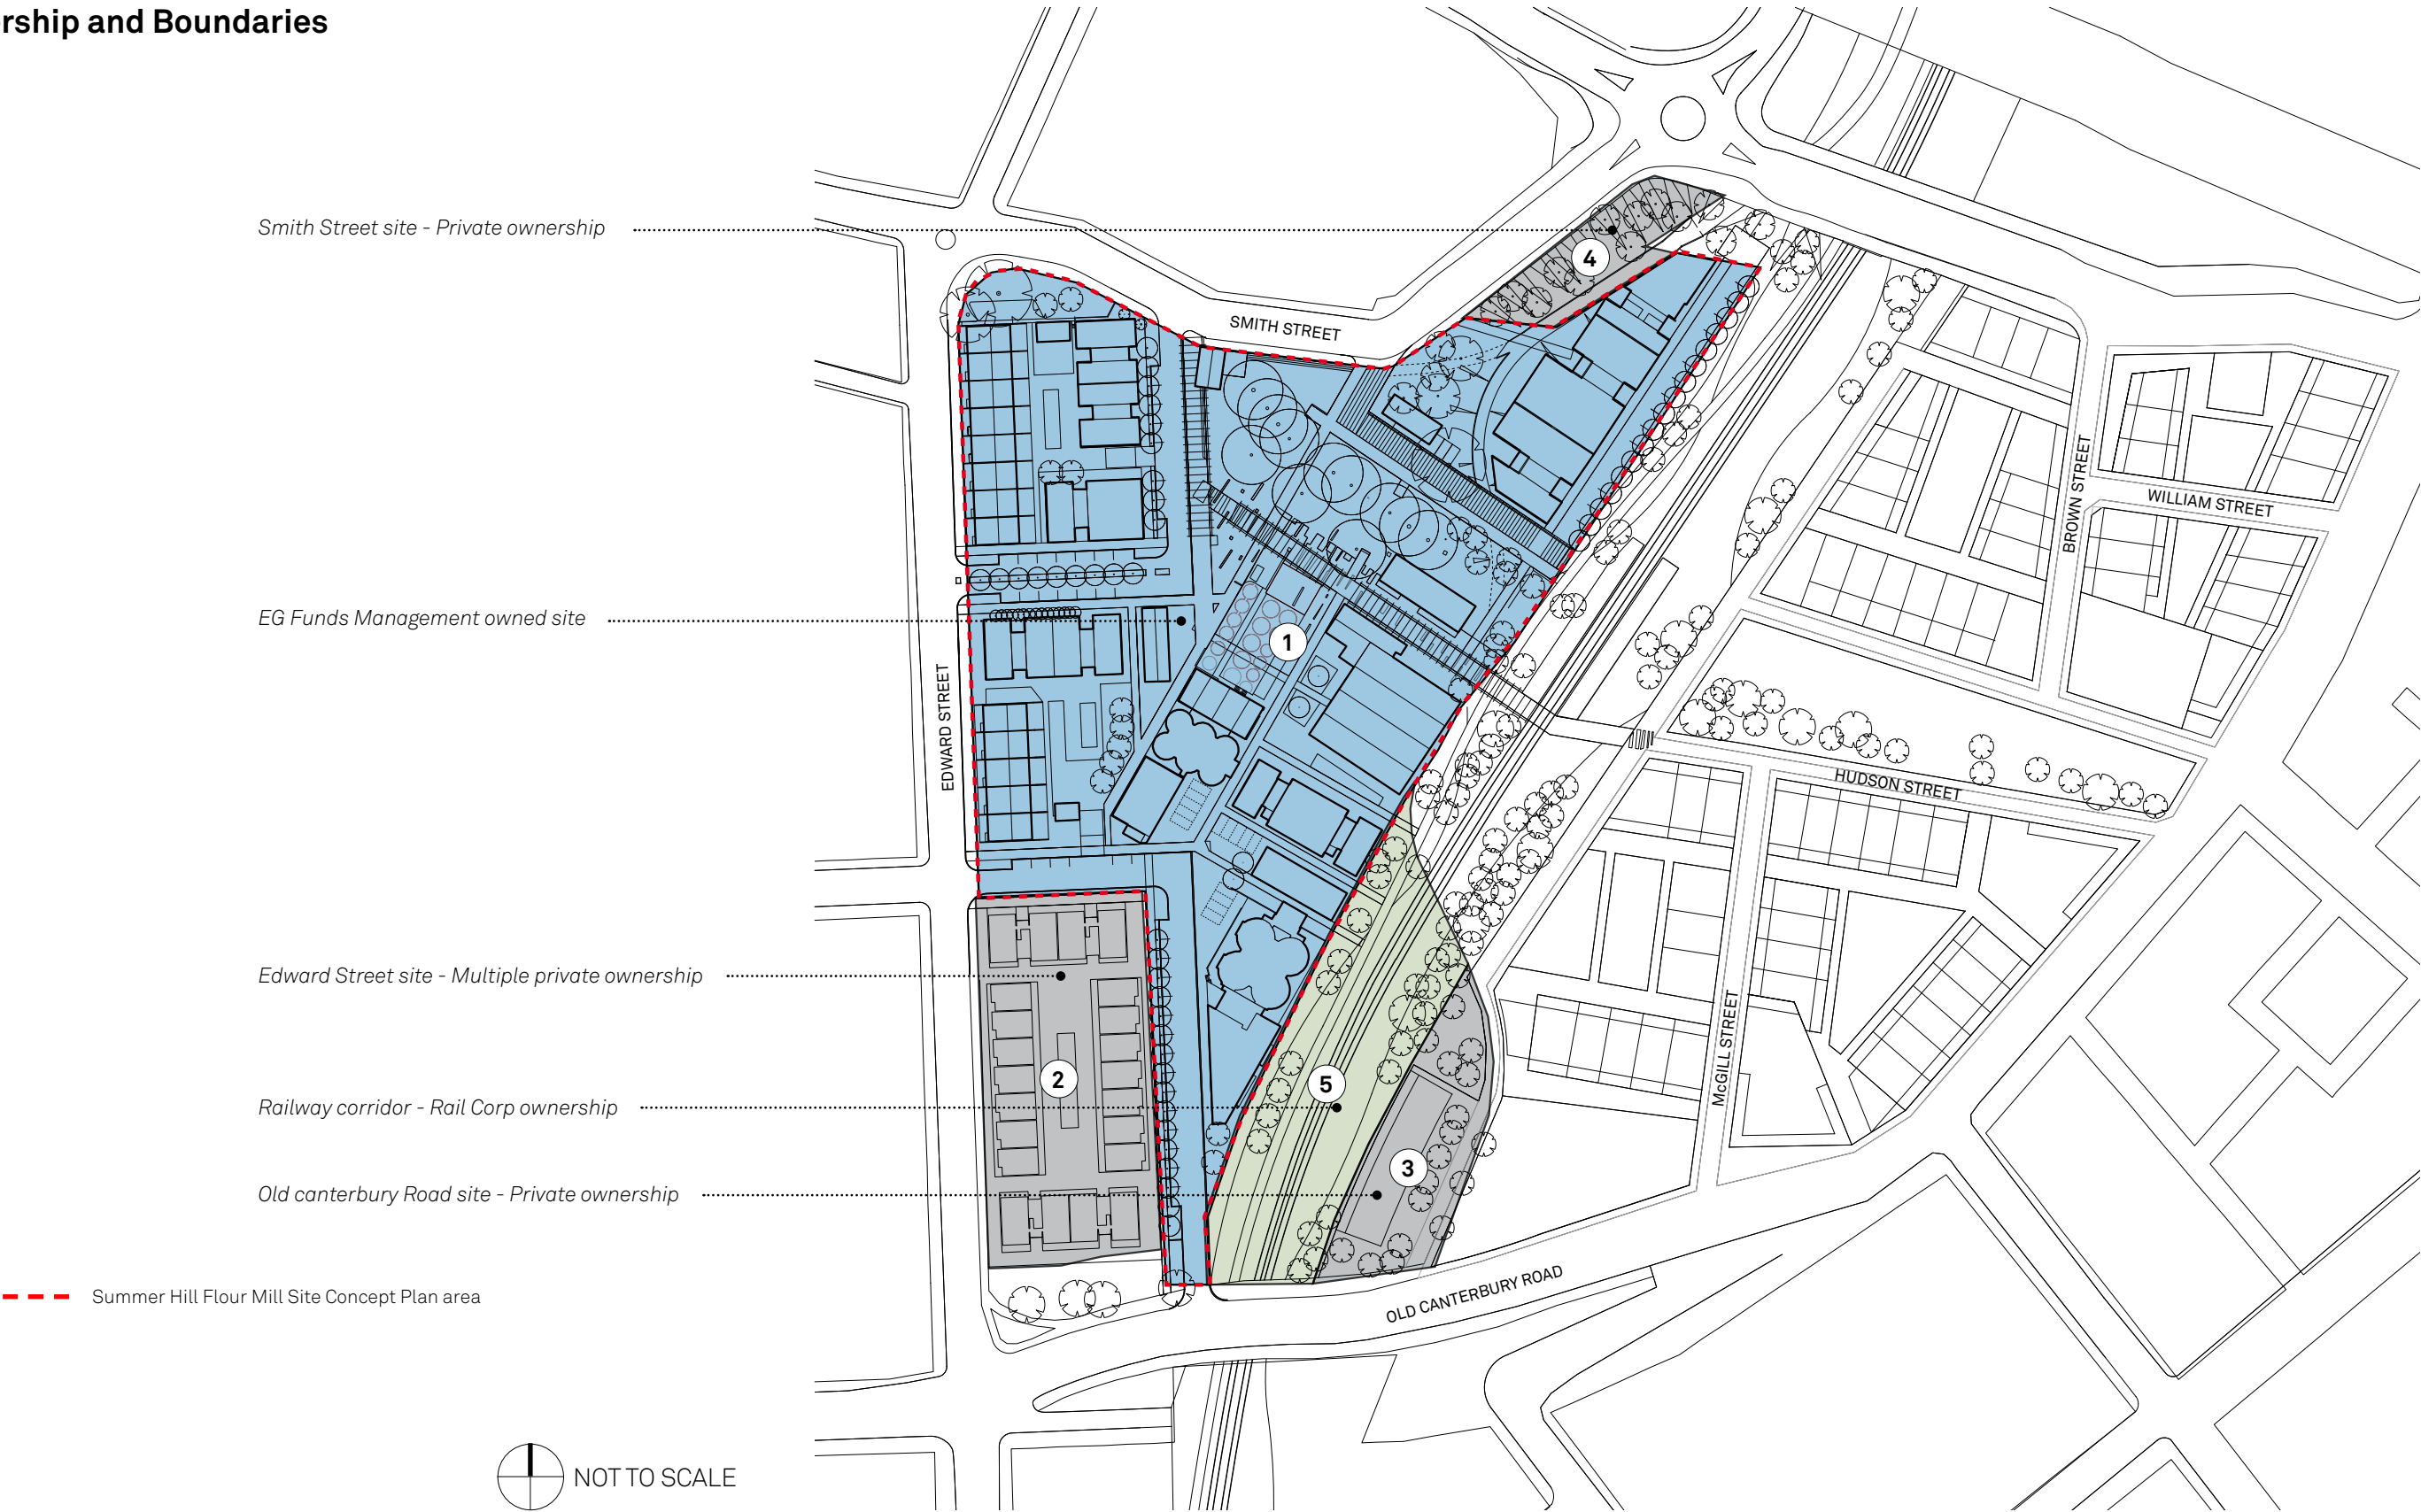 rship and Boundaries
Smith Street site - Private ownership
4
SMITH STREET
BROWN STREET
WILLIAM STREET
EG Funds Management owned site
1
EDWARD STREET
HUDSON STREET
Edward Street site - Multiple private ownership
2
McGILL STREET
5
Railway corridor - Rail Corp ownership
3
Old canterbury Road site - Private ownership
Summer Hill Flour Mill Site Concept Plan area
OLD CANTERBURY ROAD
NOT TO SCALE